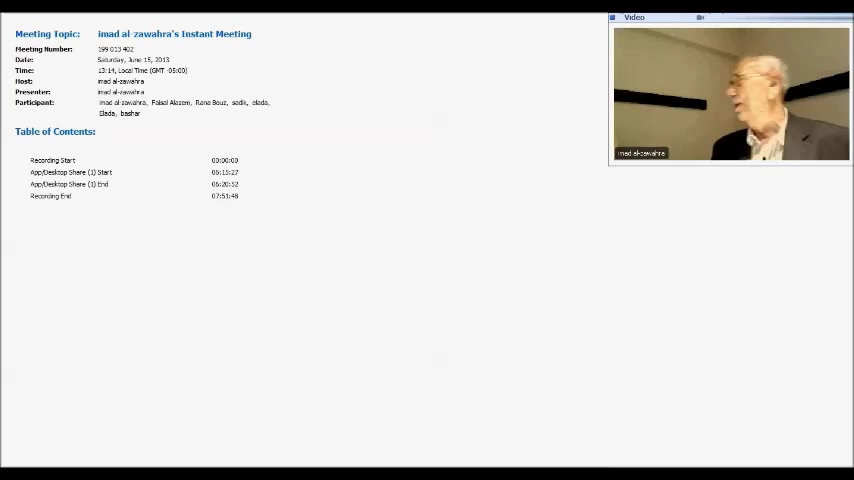 Video
Meeting Topic: imad al-zawahra's Instant Meeting
Meeting Number: 199 013 402
Date: Saturday, June 15, 2013
Time: 13:14, Local Time (GMT -05:00)
Host: imad al-zawahra
Presenter: imad al-zawahra
Participant: imad al-zawahra, Faisal Alazem, Rana Bouz, sadik, elada,
Elada, bashar
Table of Contents:
Recording Start 00:00:00
App/Desktop Share (1) Start 06:15:27
App/Desktop Share (1) End 06:20:52
Recording End 07:51:48
imad al-zawahra